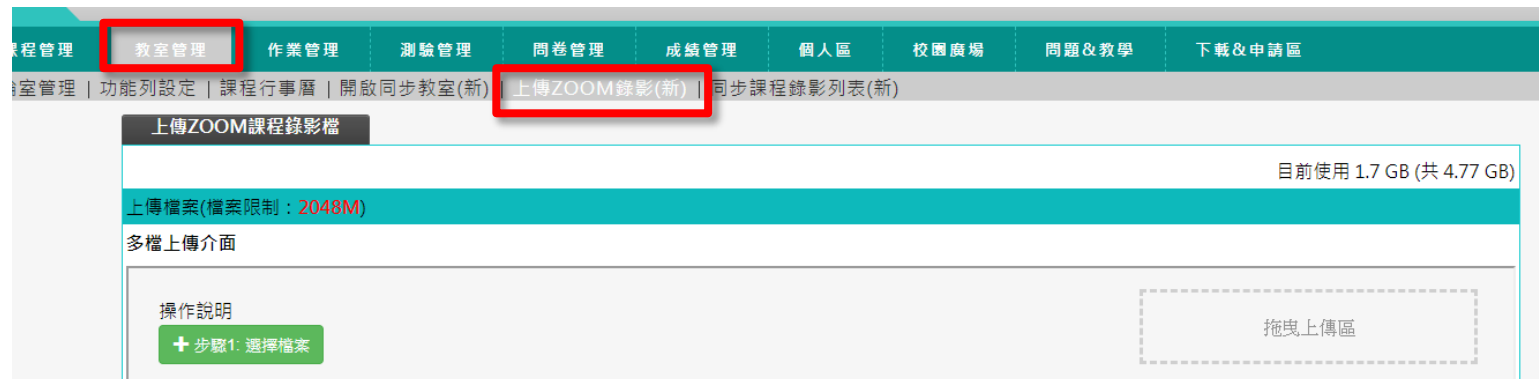 程管理 教室管理 作業管理 測驗管理 問卷管理 成績管理 個人區 校園廣場 問題&教學 下載&申請區
室管理 | 功能列設定 | 課程行事曆 | 開啟同步教室(新) | 上傳ZOOM錄影(新) | 同步課程錄影列表(新)
上傳ZOOM課程錄影檔
目前使用 1.7 GB (共 4.77 GB)
上傳檔案(檔案限制：2048M)
多檔上傳介面
操作說明
拖曳上傳區
+ 步驟1: 選擇檔案